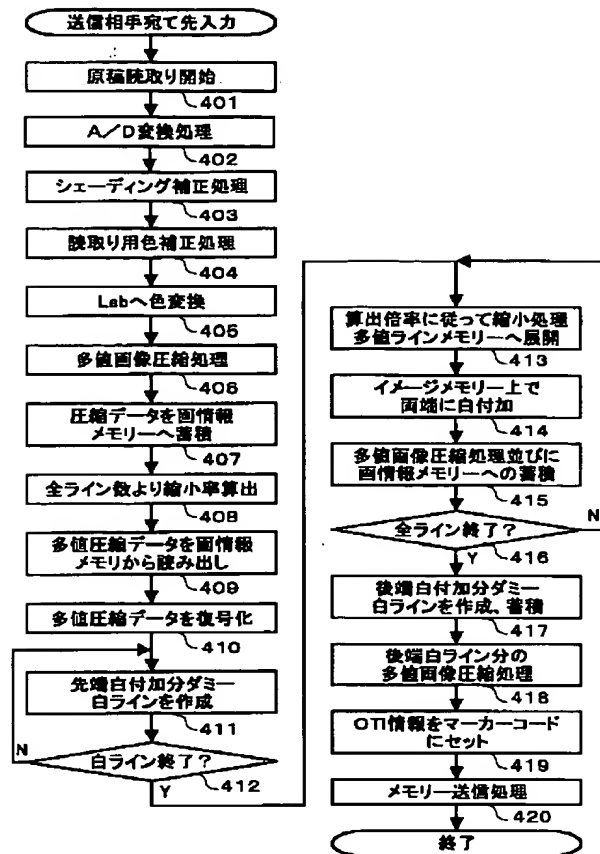 送信相手宛て先入力
原稿読取り開始
401
A／D変換処理
402
シェーディング補正処理
403
読取り用色補正処理
404
Labへ色変換
405
多値画像圧縮処理
406
圧縮データを画情報
メモリーへ蓄積
407
全ライン数より縮小率算出
408
多値圧縮データを画情報
メモリから読み出し
409
多値圧縮データを復号化
410
先端白付加分ダミー
白ラインを作成
411
N
白ライン終了？
412
Y
算出倍率に従って縮小処理
多値ラインメモリーへ展開
413
イメージメモリー上で
両端に白付加
414
多値画像圧縮処理並びに
画情報メモリーへの蓄積
415
N
全ライン終了？
416
Y
後端白付加分ダミー
白ラインを作成、蓄積
417
後端白ライン分の
多値画像圧縮処理
418
OTI情報をマーカーコード
にセット
419
メモリー送信処理
420
終了